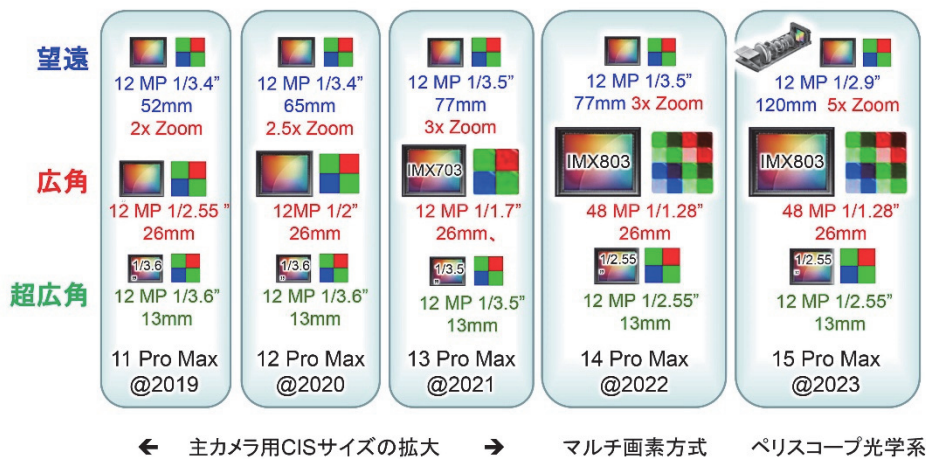 望遠
12 MP 1/3.4”
52mm
2x Zoom
12 MP 1/3.4”
65mm
2.5x Zoom
12 MP 1/3.5”
77mm
3x Zoom
12 MP 1/3.5”
77mm 3x Zoom
12 MP 1/2.9”
120mm 5x Zoom
広角
12 MP 1/2.55 ”
26mm
12MP 1/2”
26mm
IMX703
12 MP 1/1.7”
26mm、
IMX803
48 MP 1/1.28”
26mm
IMX803
48 MP 1/1.28”
26mm
超広角
1/3.6
”
12 MP 1/3.6”
13mm
1/3.6
”
12 MP 1/3.6”
13mm
1/3.5
”
12 MP 1/3.5”
13mm
1/2.55
”
12 MP 1/2.55”
13mm
1/2.55
”
12 MP 1/2.55”
13mm
11 Pro Max
@2019
12 Pro Max
@2020
13 Pro Max
@2021
14 Pro Max
@2022
15 Pro Max
@2023
← 主カメラ用CISサイズの拡大 →
マルチ画素方式
ペリスコープ光学系